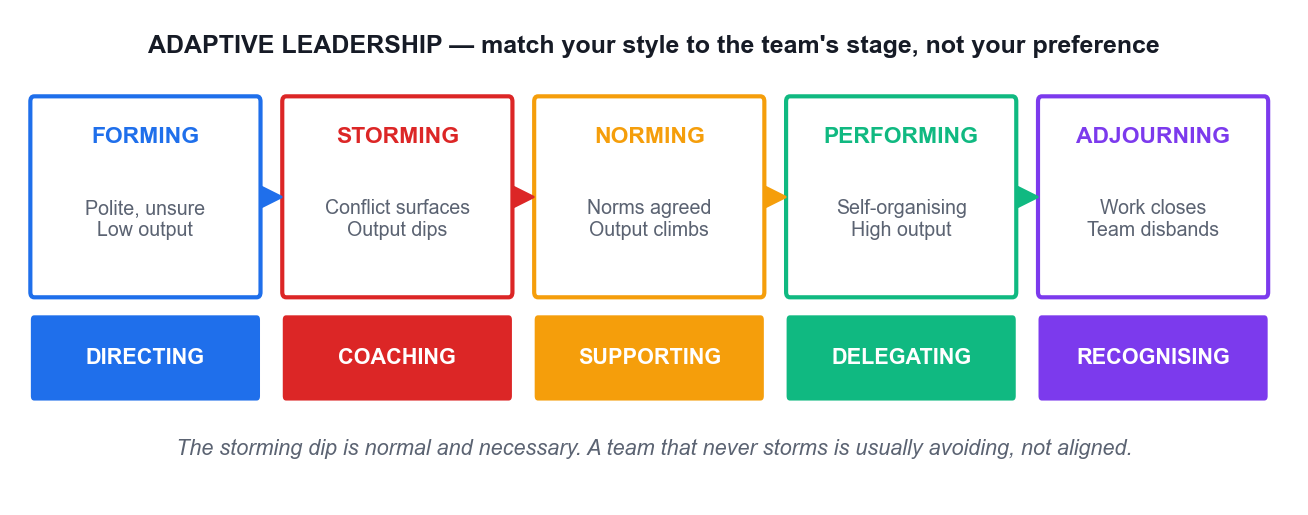 ADAPTIVE LEADERSHIP — match your style to the team's stage, not your preference
FORMING
Polite, unsure
Low output
DIRECTING
STORMING
Conflict surfaces
Output dips
COACHING
NORMING
Norms agreed
Output climbs
SUPPORTING
PERFORMING
Self-organising
High output
DELEGATING
ADJOURNING
Work closes
Team disbands
RECOGNISING
The storming dip is normal and necessary. A team that never storms is usually avoiding, not aligned.